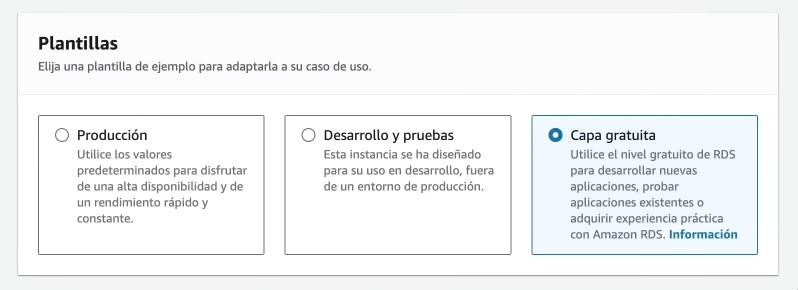 Plantillas
Elija una plantilla de ejemplo para adaptarla a su caso de uso.
Producción
Utilice los valores
predeterminados para disfrutar
de una alta disponibilidad y de
un rendimiento rápido y
constante.
Desarrollo y pruebas
Esta instancia se ha diseñado
para su uso en desarrollo, fuera
de un entorno de producción.
Capa gratuita
Utilice el nivel gratuito de RDS
para desarrollar nuevas
aplicaciones, probar
aplicaciones existentes o
adquirir experiencia práctica
con Amazon RDS. Información